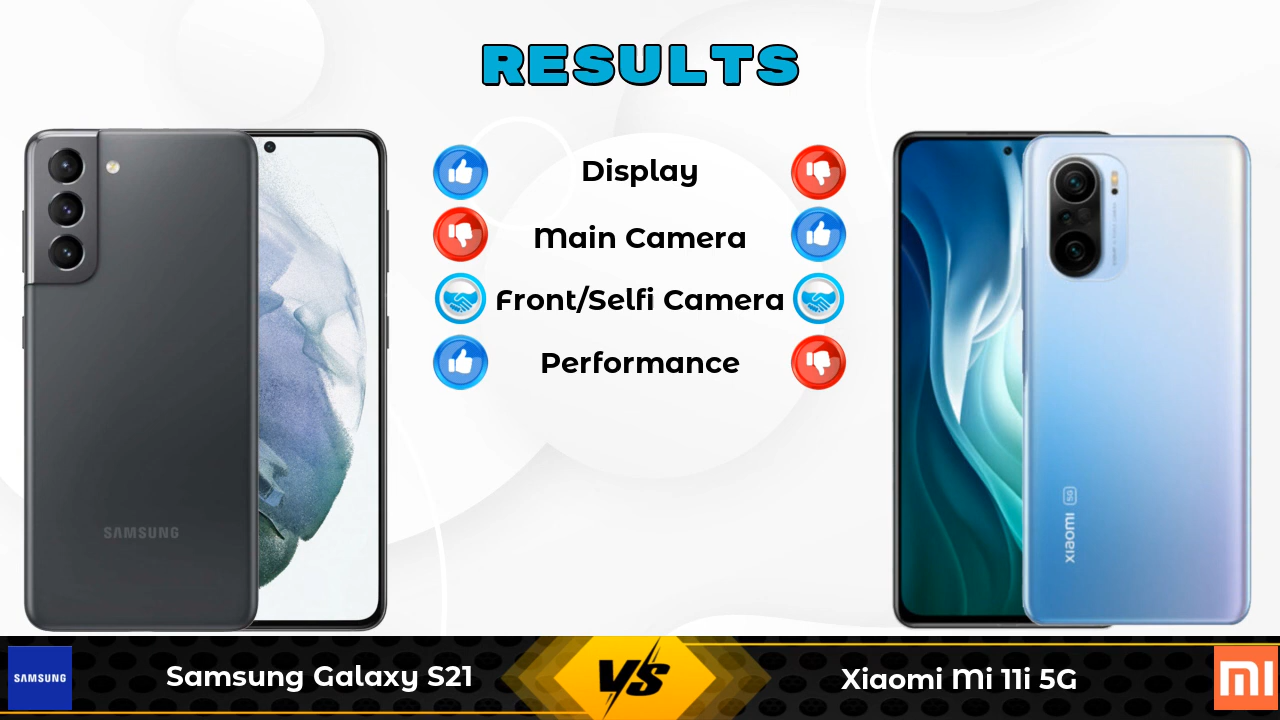 RESULTS
Display
Main Camera
Front/Selfi Camera
Performance
SAMSUNG
xiaomi 5G
SAMSUNG
Samsung Galaxy S21
VS
Xiaomi Mi 11i 5G
mi